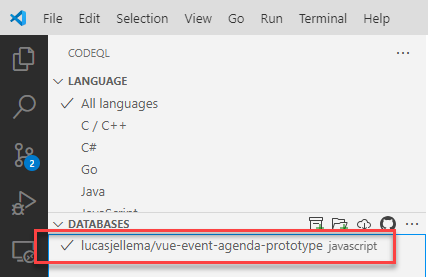 File Edit Selection View Go Run Terminal Help
CODEQL
LANGUAGE
All languages
C / C++
C#
Go
Java
JavaScript
2
DATABASES
lucasjellema/vue-event-agenda-prototype javascript